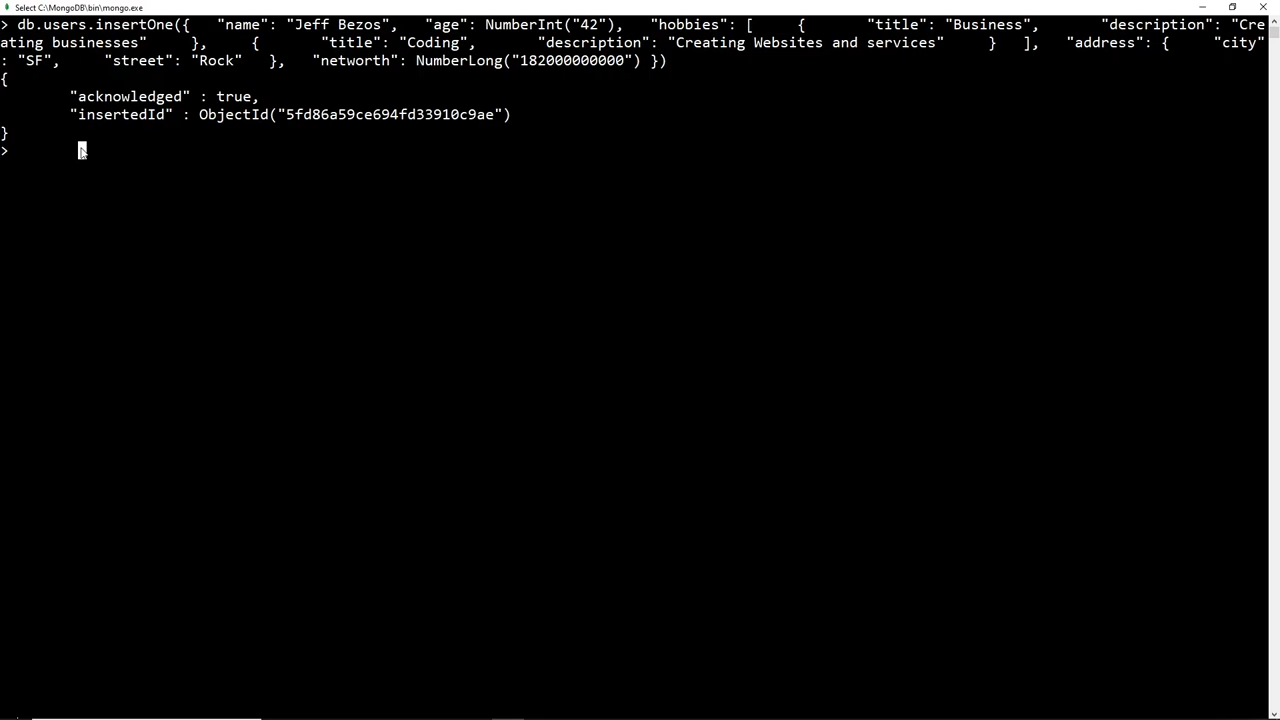 Select C:\MongoDB\bin\mongo.exe
> db.users.insertOne({   "name": "Jeff Bezos",    "age": NumberInt("42"),   "hobbies": [     {       "title": "Business",       "description": "Cre
ating businesses"     },     {       "title": "Coding",       "description": "Creating Websites and services"     }   ],   "address": {     "city"
: "SF",     "street": "Rock"   },   "networth": NumberLong("182000000000") })
{
        "acknowledged" : true,
        "insertedId" : ObjectId("5fd86a59ce694fd33910c9ae")
}
>